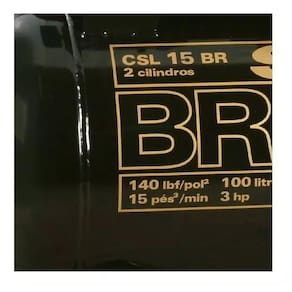 CSL 15 BR
2 cilindros
BR
140 lbf/pol² 100 litr
15 pés³/min 3 hp